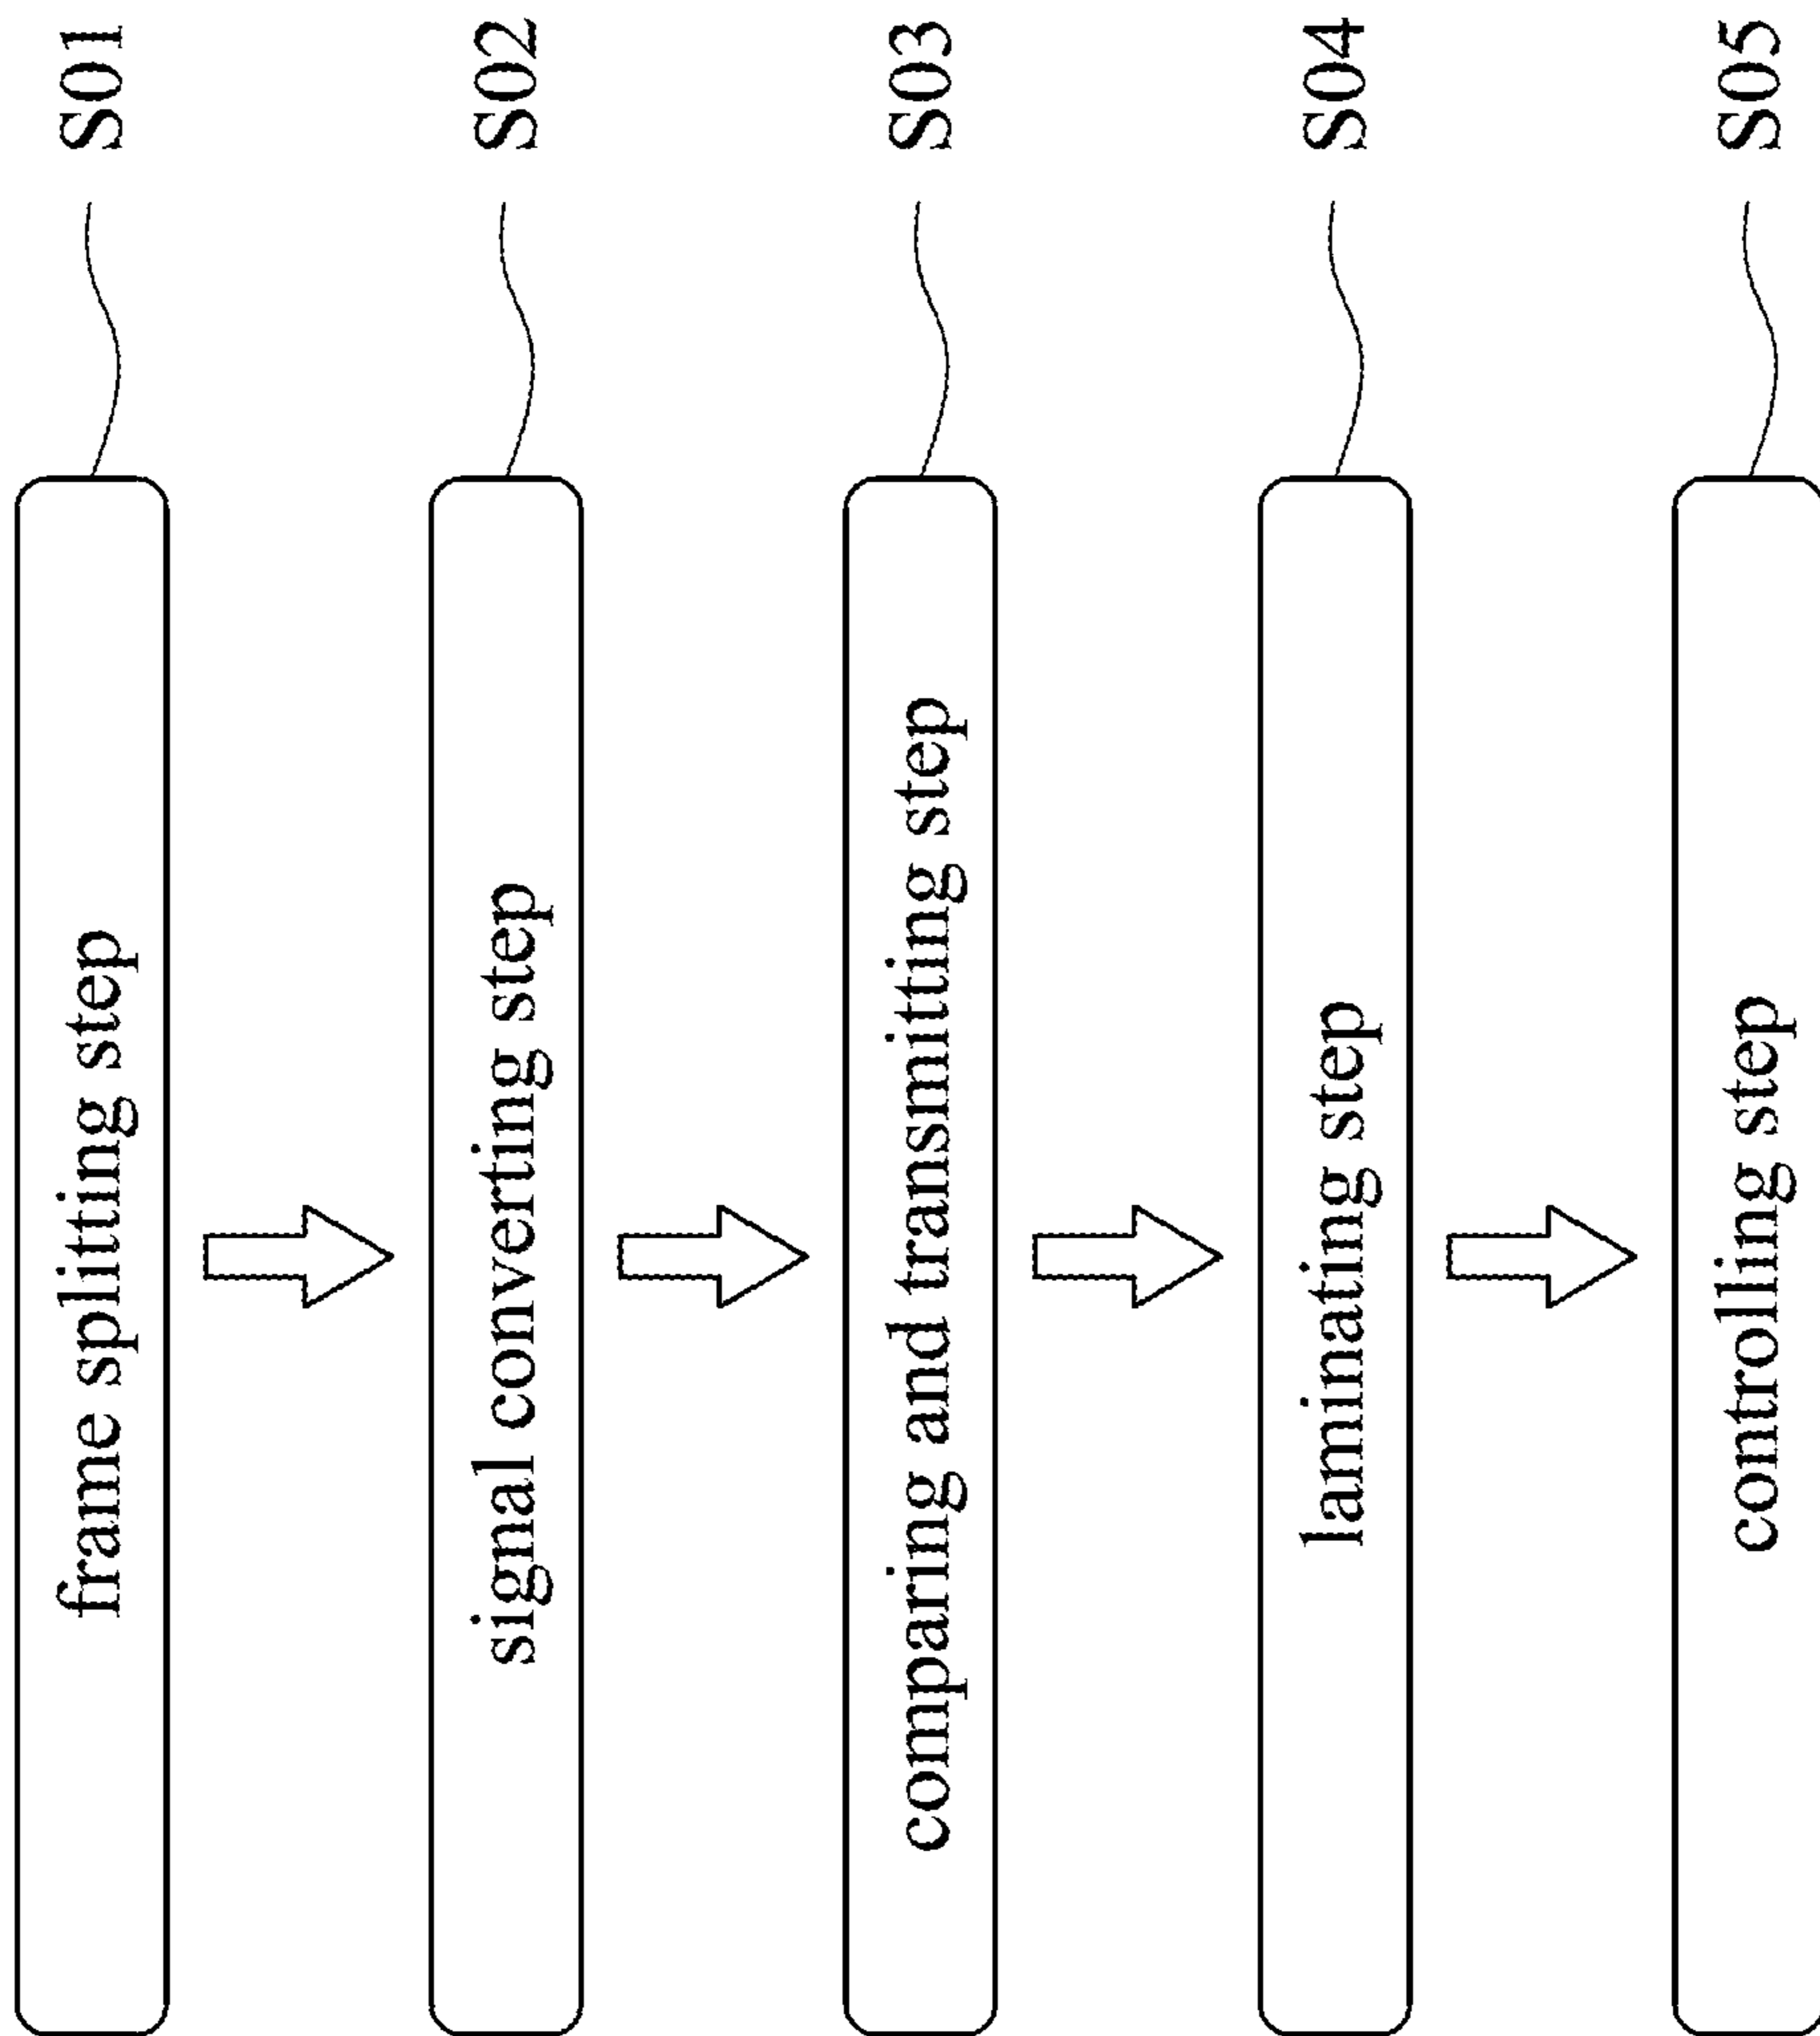 frame splitting step S01
signal converting step S02
comparing and transmitting step S03
laminating step S04
controlling step S05